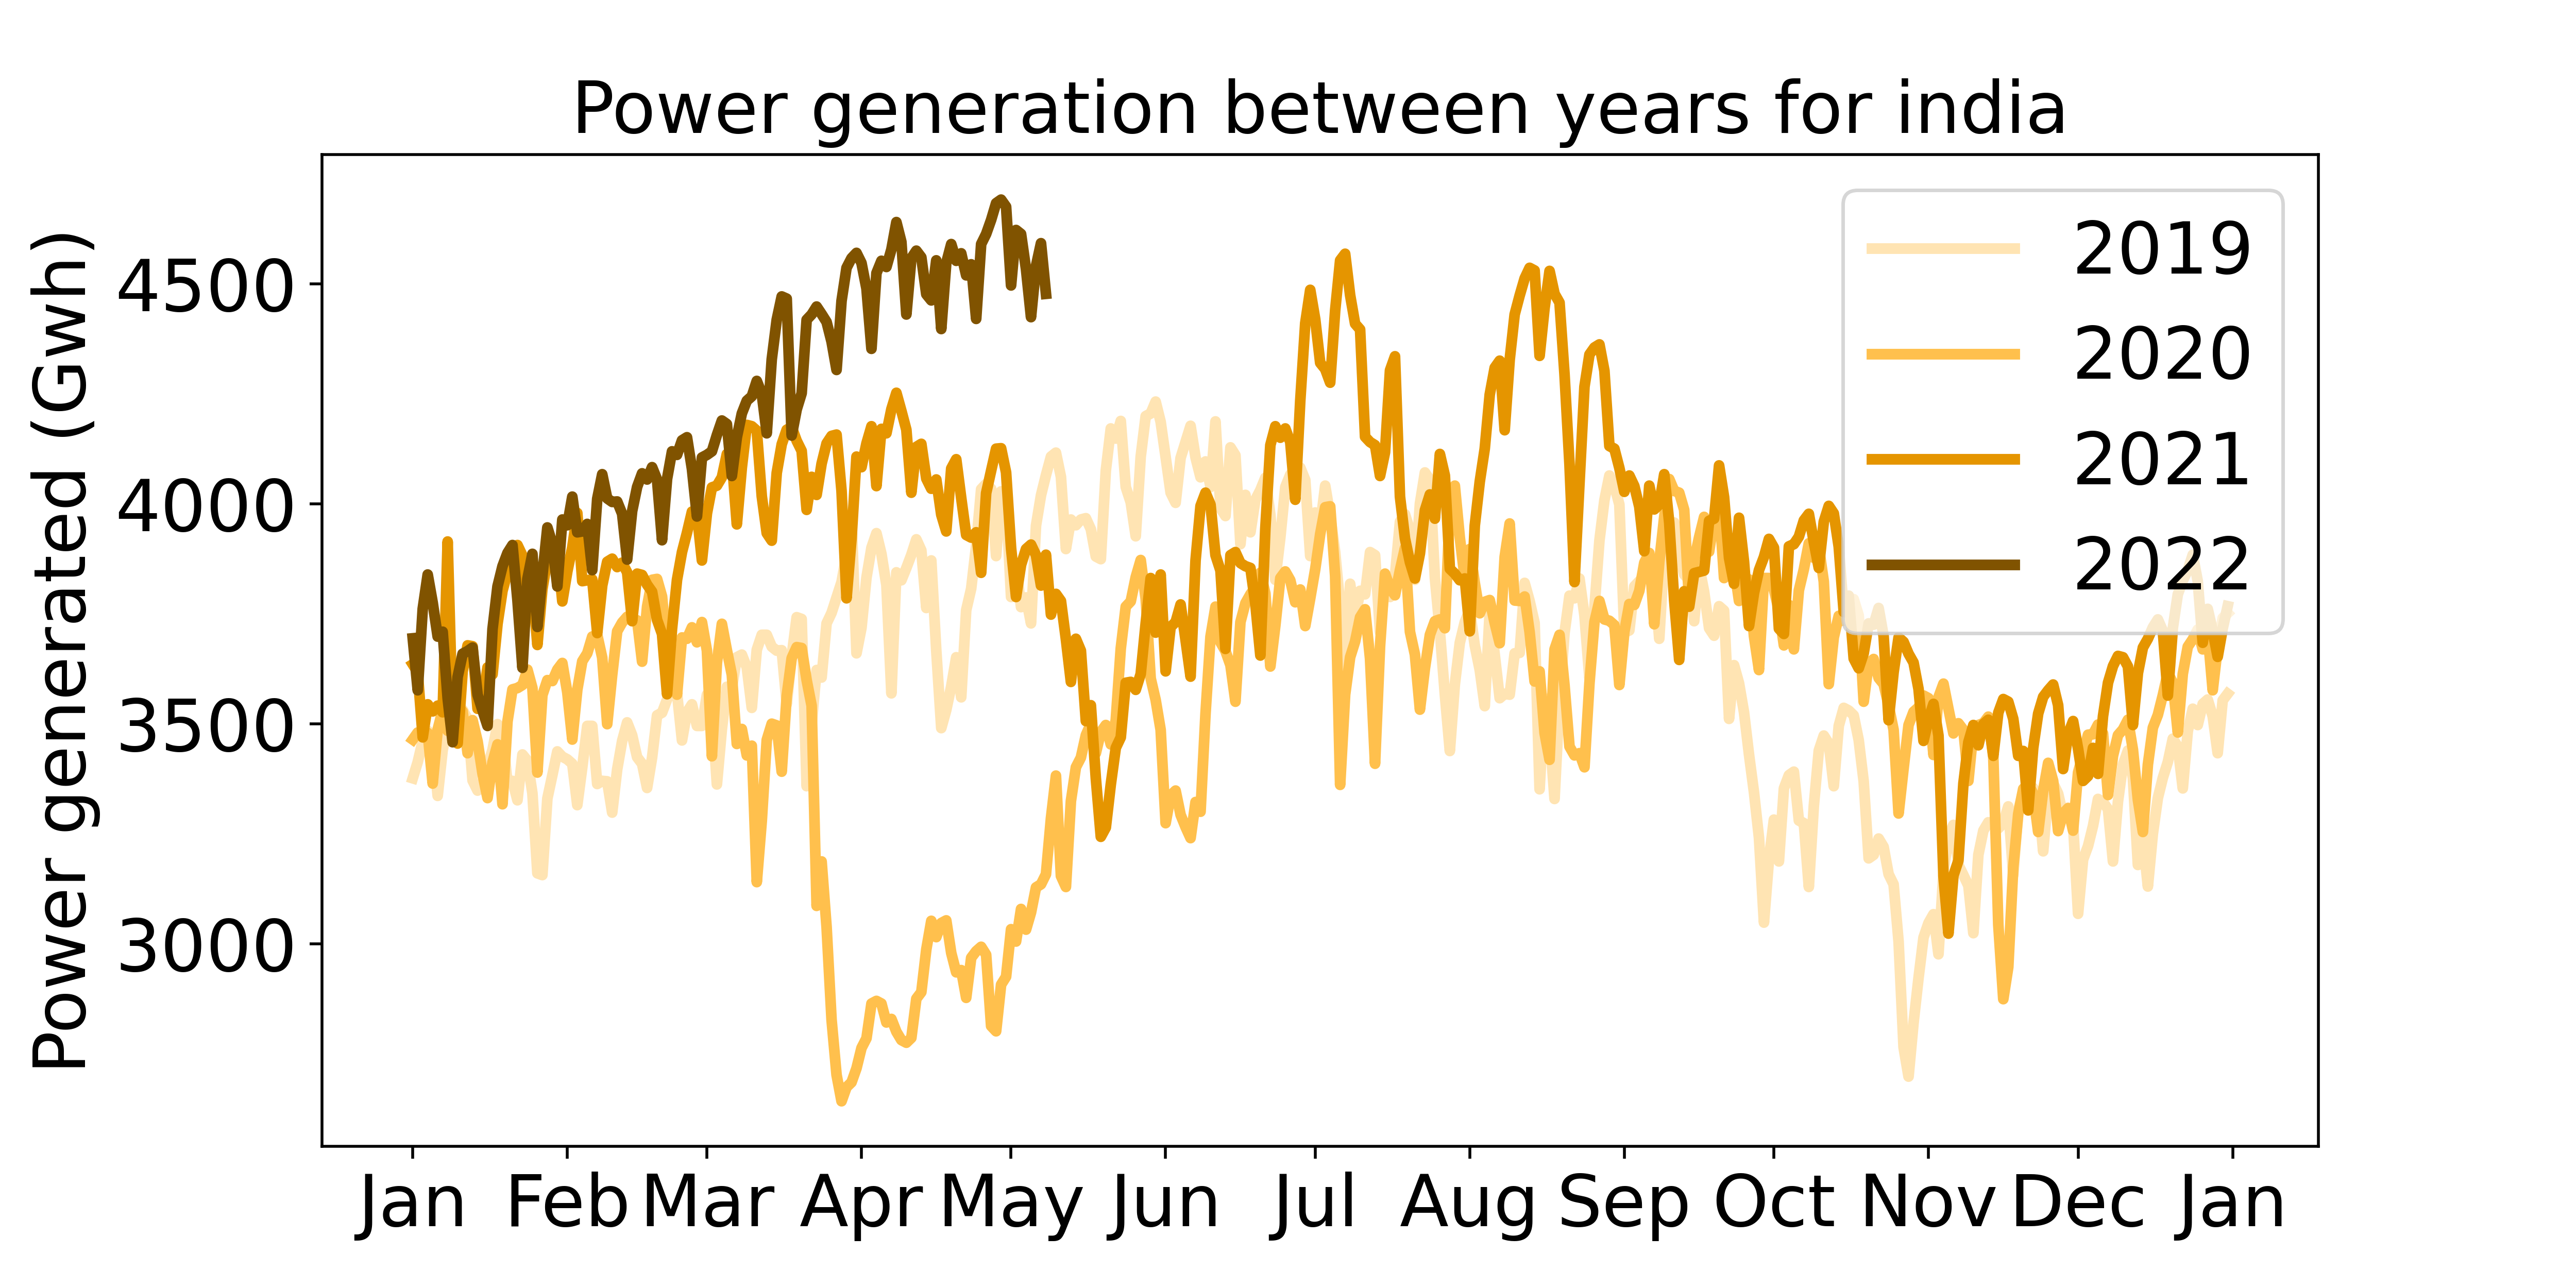 Power generation between years for india
Power generated (Gwh)
4500
4000
3500
3000
2019
2020
2021
2022
Jan Feb Mar Apr May Jun Jul Aug Sep Oct Nov Dec Jan